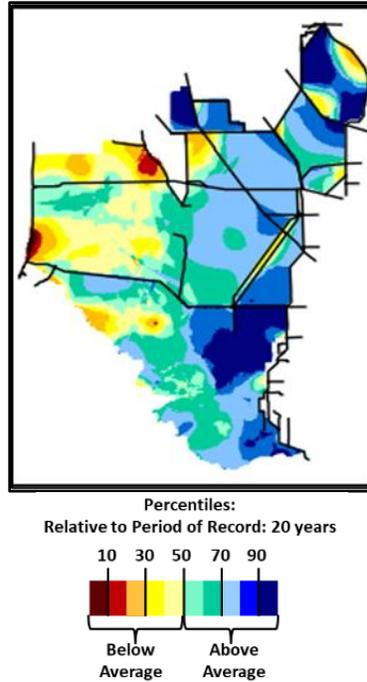 Percentiles:
Relative to Period of Record: 20 years
10 30 50 70 90
Below Above
Average Average